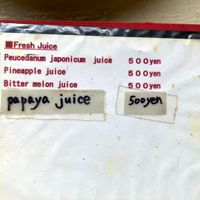 ■Fresh Juice
Peucedanum japonicum juice 500yen
Pineapple juice 500yen
Bitter melon juice 500yen
papaya juice 500yen